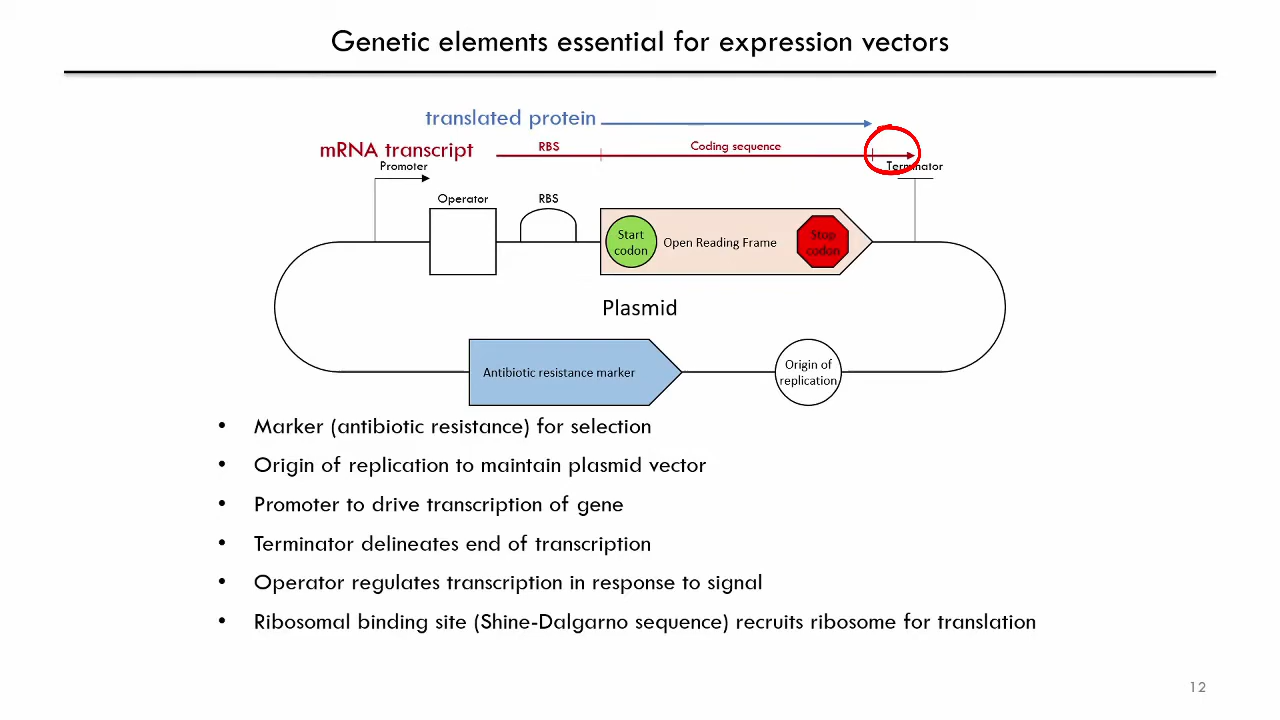 Genetic elements essential for expression vectors
translated protein
mRNA transcript
RBS
Coding sequence
Promoter
Terminator
Operator
RBS
Start
codon
Open Reading Frame
Stop
codon
Plasmid
Antibiotic resistance marker
Origin of
replication
• Marker (antibiotic resistance) for selection
• Origin of replication to maintain plasmid vector
• Promoter to drive transcription of gene
• Terminator delineates end of transcription
• Operator regulates transcription in response to signal
• Ribosomal binding site (Shine-Dalgarno sequence) recruits ribosome for translation
12